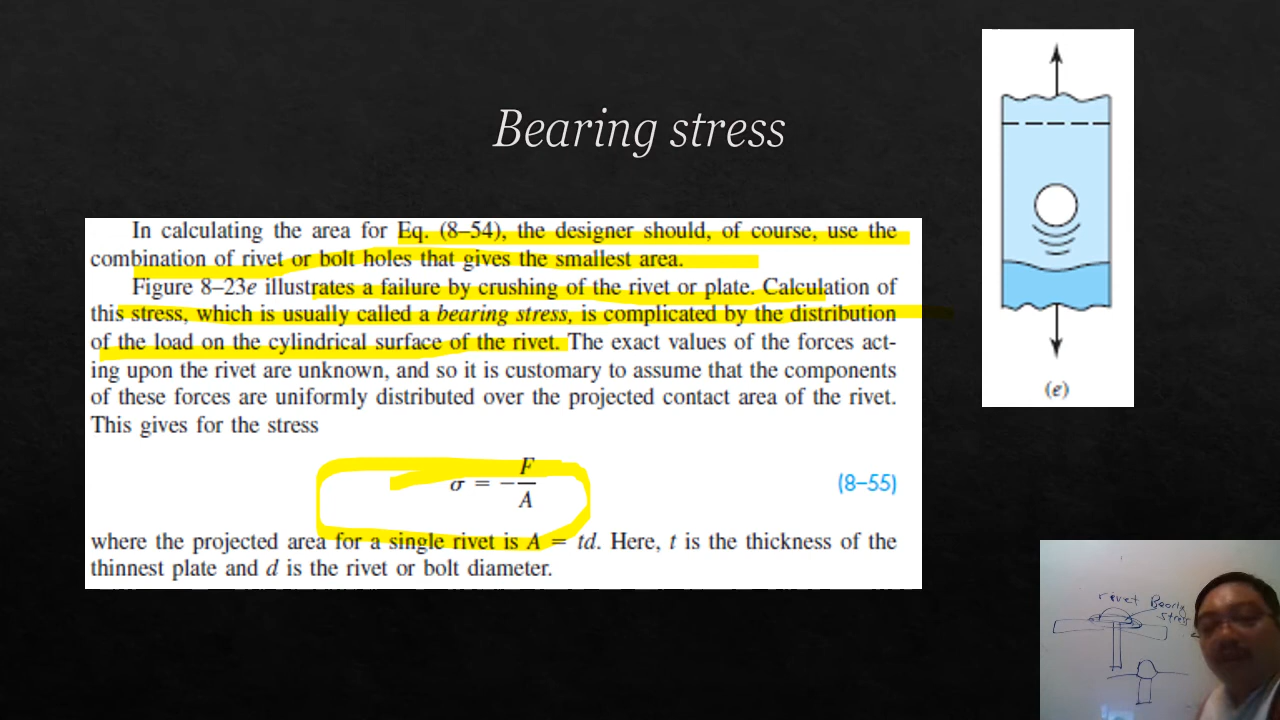 Bearing stress
In calculating the area for Eq. (8–54), the designer should, of course, use the
combination of rivet or bolt holes that gives the smallest area.
Figure 8–23e illustrates a failure by crushing of the rivet or plate. Calculation of
this stress, which is usually called a bearing stress, is complicated by the distribution
of the load on the cylindrical surface of the rivet. The exact values of the forces act-
ing upon the rivet are unknown, and so it is customary to assume that the components
of these forces are uniformly distributed over the projected contact area of the rivet.
This gives for the stress
σ = −F/A (8–55)
where the projected area for a single rivet is A = td. Here, t is the thickness of the
thinnest plate and d is the rivet or bolt diameter.
(e)
rivet
stress